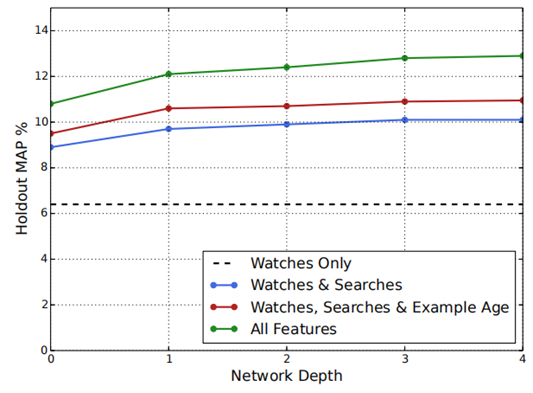 14
12
10
8
6
4
2
0
Holdout MAP %
Watches Only
Watches & Searches
Watches, Searches & Example Age
All Features
0 1 2 3 4
Network Depth